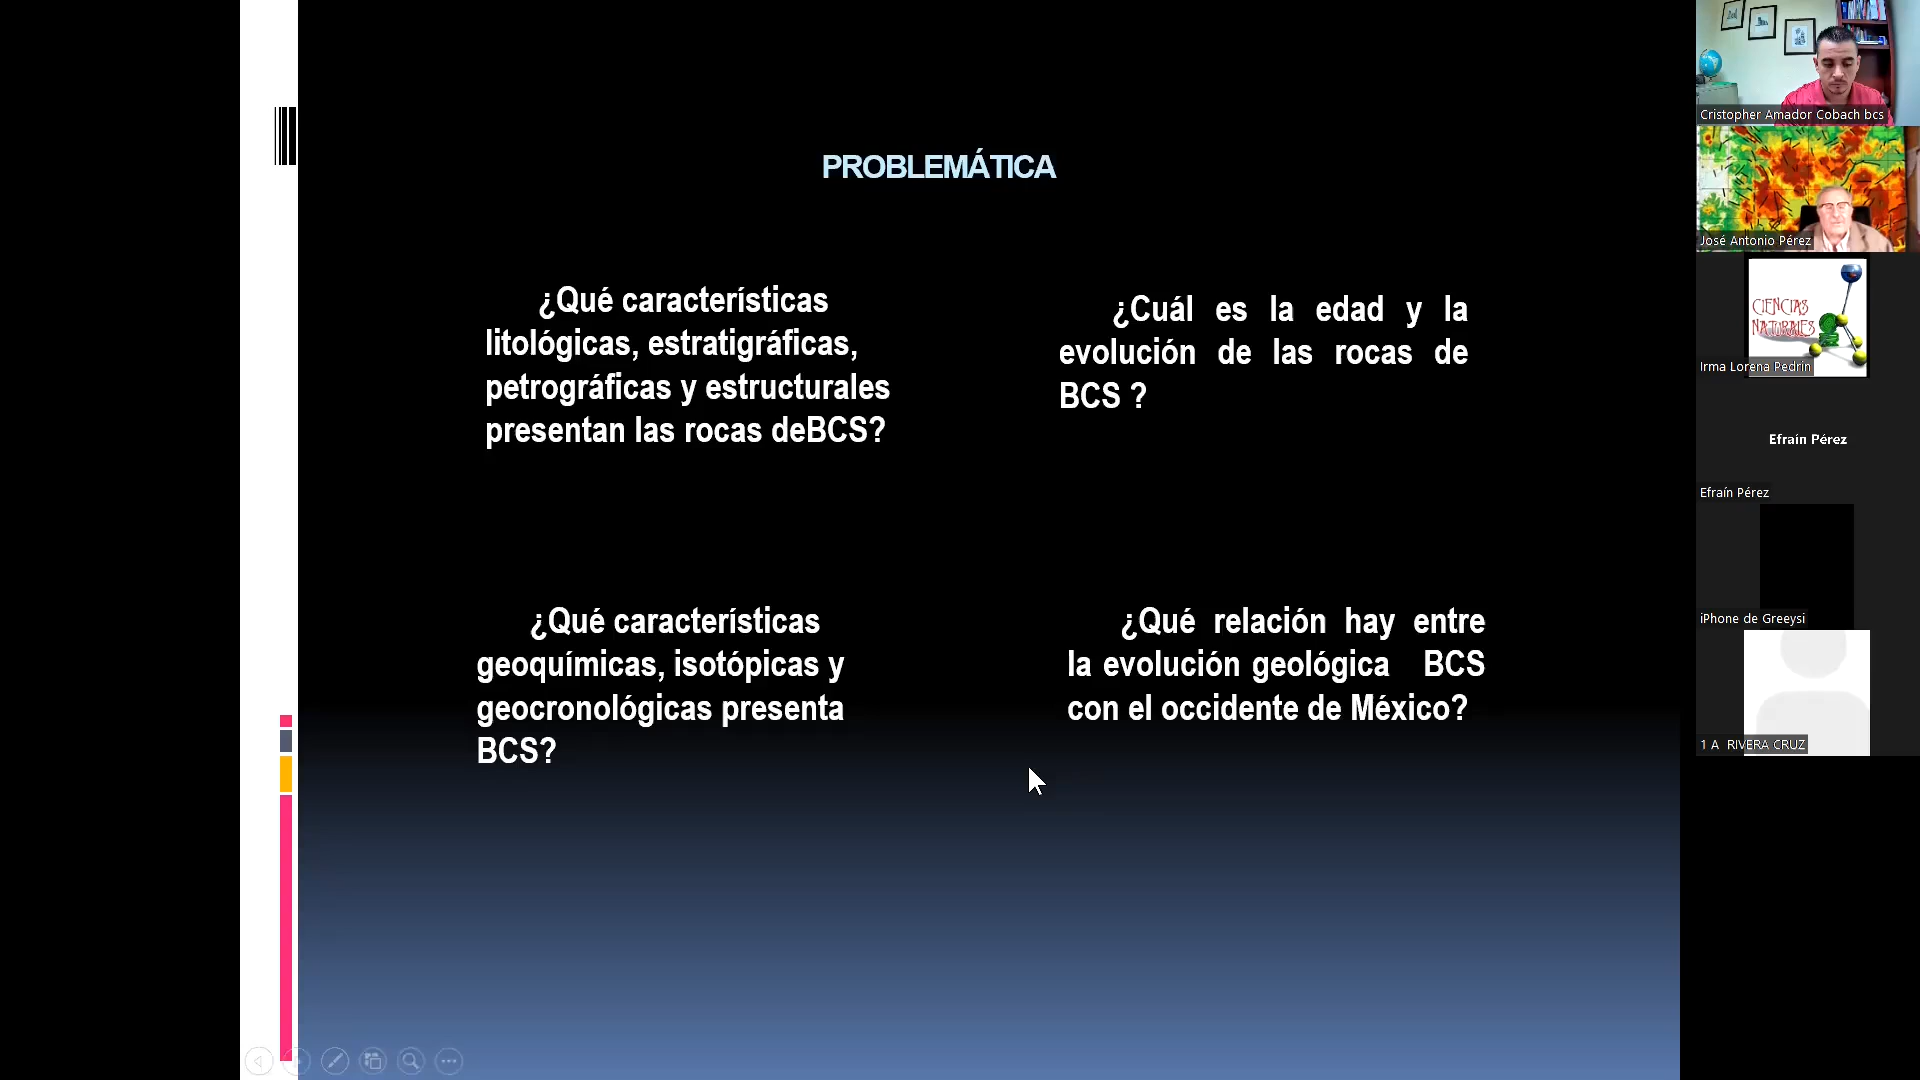 PROBLEMÁTICA
¿Qué características
litológicas, estratigráficas,
petrográficas y estructurales
presentan las rocas deBCS?
¿Cuál es la edad y la
evolución de las rocas de
BCS ?
¿Qué características
geoquímicas, isotópicas y
geocronológicas presenta
BCS?
¿Qué relación hay entre
la evolución geológica BCS
con el occidente de México?
Cristopher Amador Cobach bcs
José Antonio Pérez
CIENCIAS
NATURALES
Irma Lorena Pedrín
Efraín Pérez
Efraín Pérez
iPhone de Greeysi
1 A RIVERA CRUZ